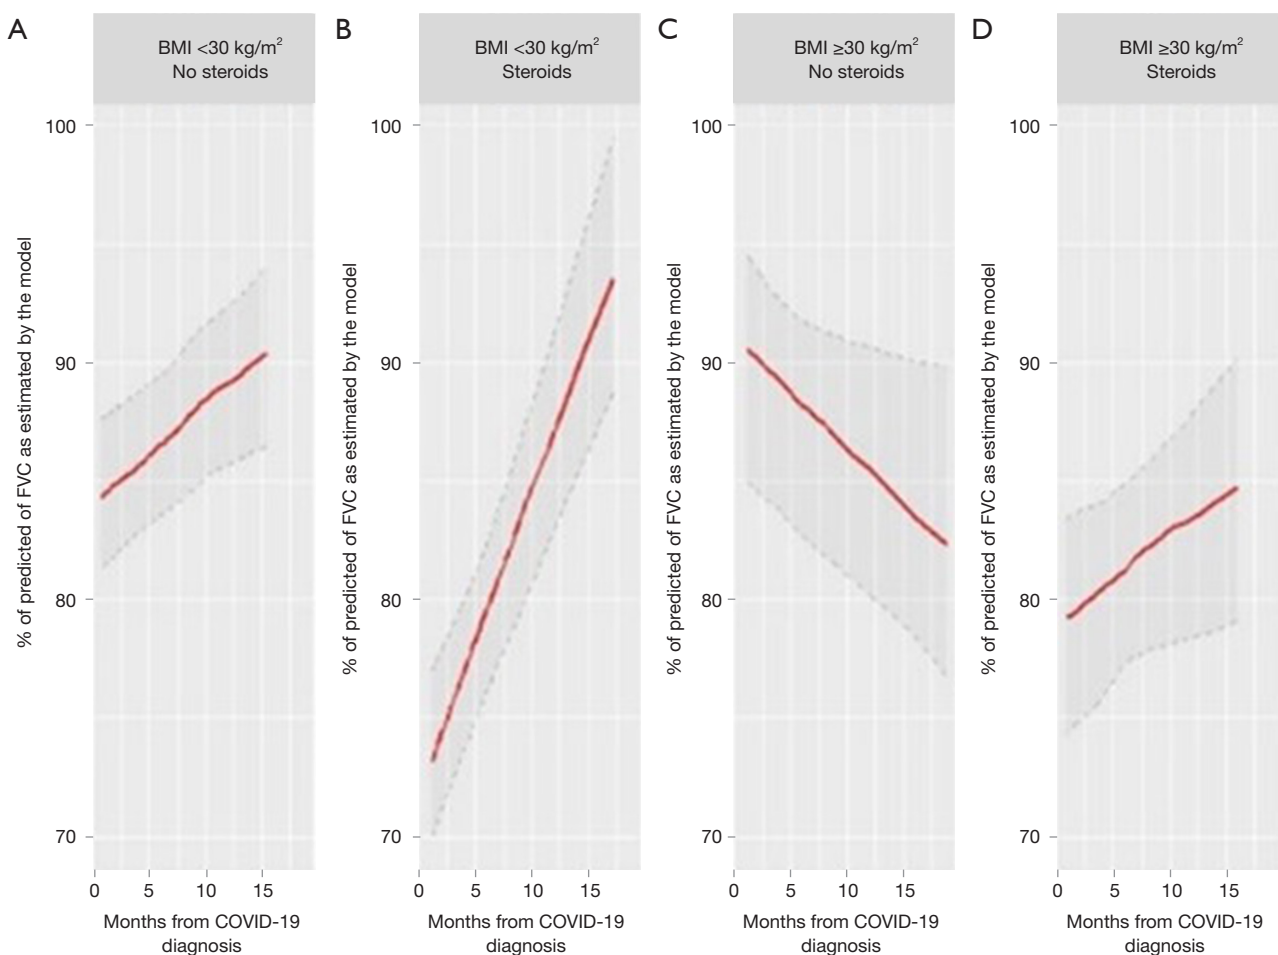 A
BMI <30 kg/m²
No steroids
% of predicted of FVC as estimated by the model
100
90
80
70
0 5 10 15
Months from COVID-19
diagnosis
B
BMI <30 kg/m²
Steroids
% of predicted of FVC as estimated by the model
100
90
80
70
0 5 10 15
Months from COVID-19
diagnosis
C
BMI ≥30 kg/m²
No steroids
% of predicted of FVC as estimated by the model
100
90
80
70
0 5 10 15
Months from COVID-19
diagnosis
D
BMI ≥30 kg/m²
Steroids
% of predicted of FVC as estimated by the model
100
90
80
70
0 5 10 15
Months from COVID-19
diagnosis